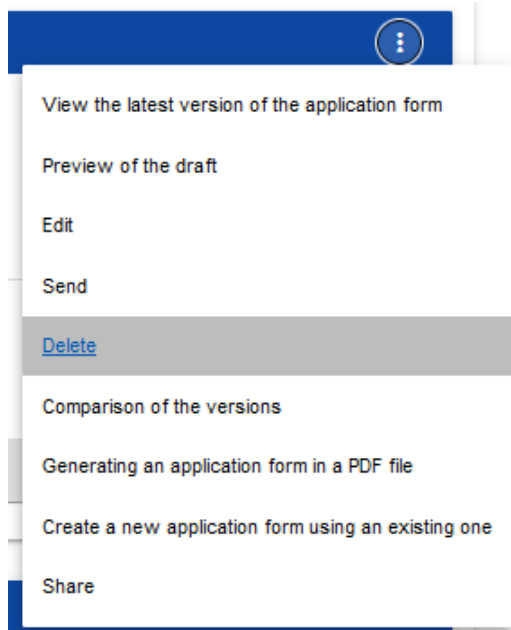 View the latest version of the application form
Preview of the draft
Edit
Send
Delete
Comparison of the versions
Generating an application form in a PDF file
Create a new application form using an existing one
Share